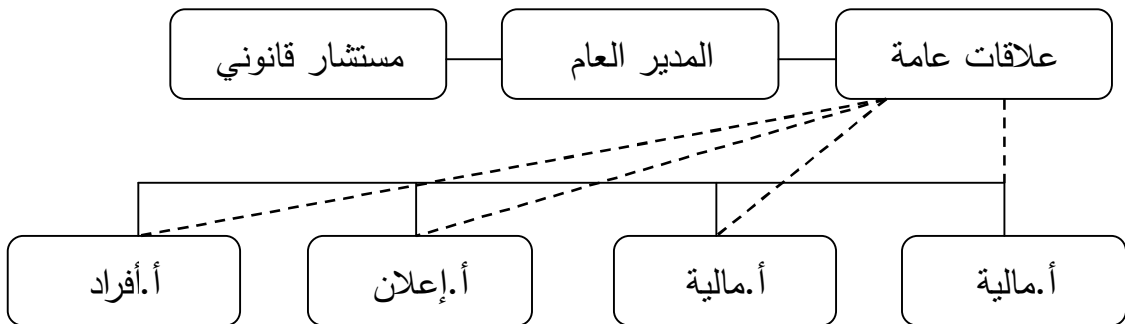 علاقات عامة
المدير العام
مستشار قانوني
أ.مالية
أ.مالية
أ.إعلان
أ.أفراد